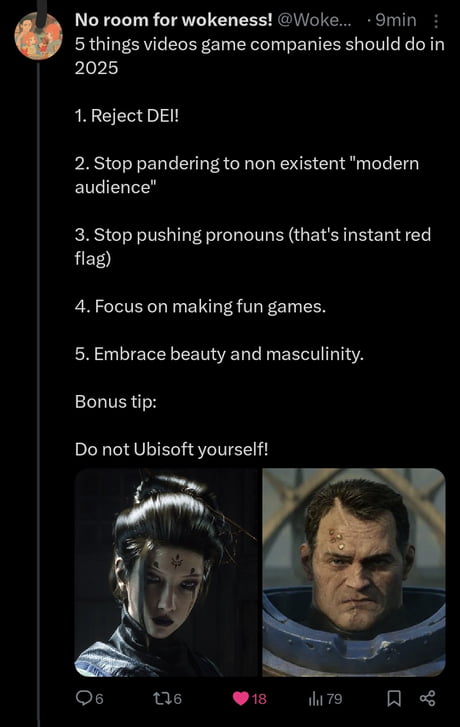 No room for wokeness! @Woke... · 9min
5 things videos game companies should do in
2025
1. Reject DEI!
2. Stop pandering to non existent "modern
audience"
3. Stop pushing pronouns (that's instant red
flag)
4. Focus on making fun games.
5. Embrace beauty and masculinity.
Bonus tip:
Do not Ubisoft yourself!
6 6 18 79